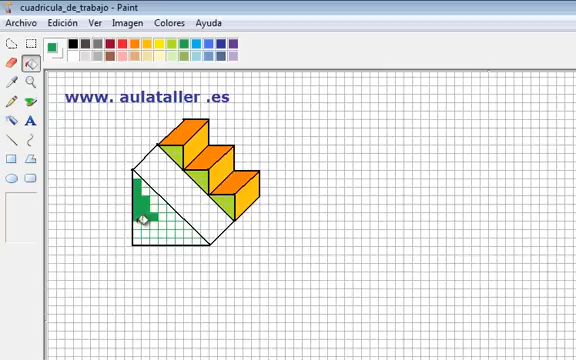 cuadricula_de_trabajo - Paint
Archivo Edición Ver Imagen Colores Ayuda
www. aulataller .es
A